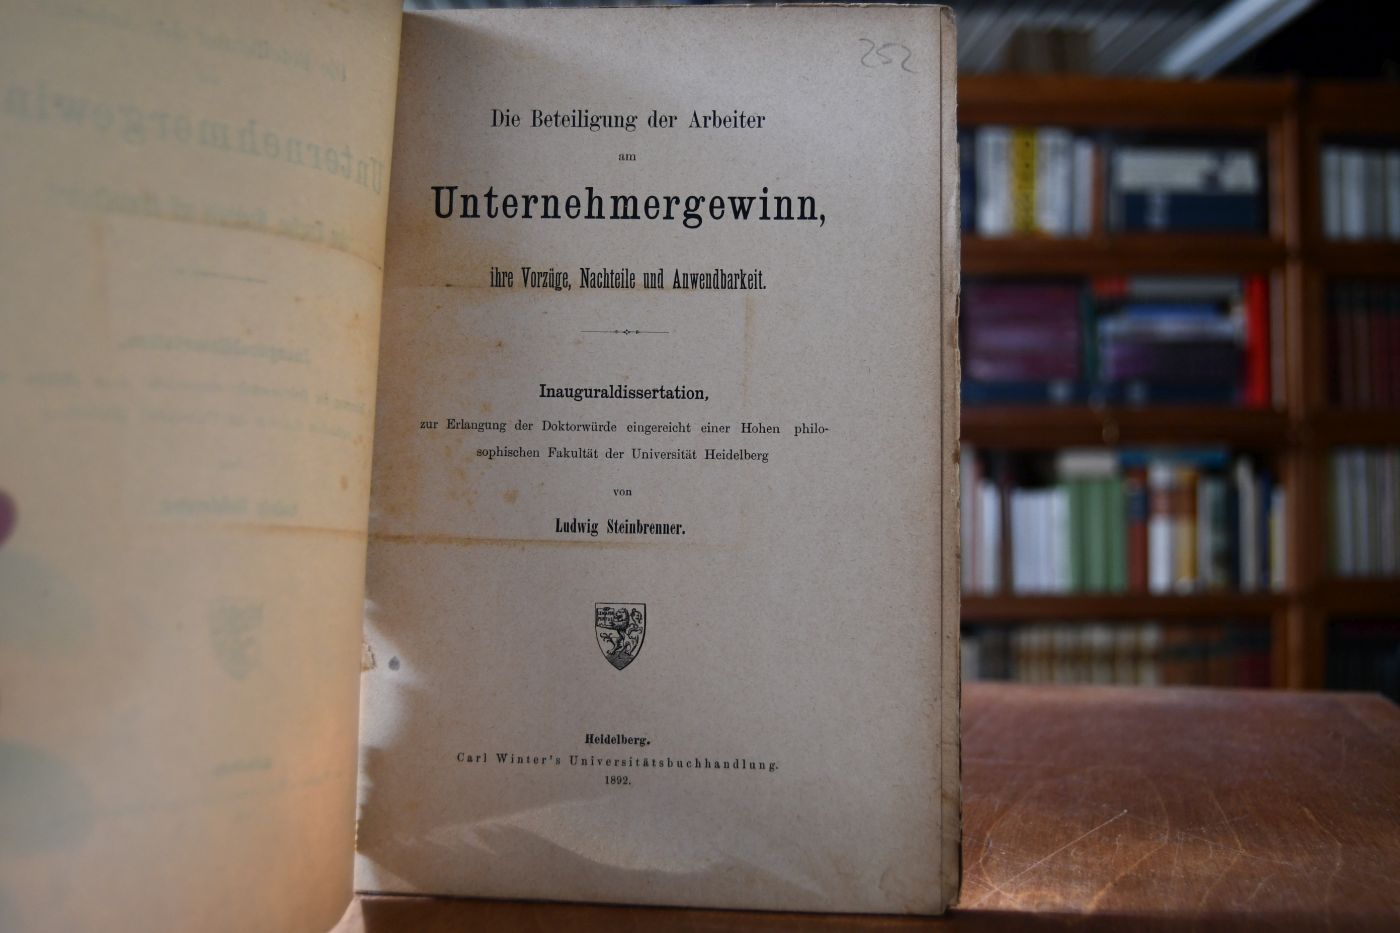 252
Die Beteiligung der Arbeiter
am
Unternehmergewinn,
ihre Vorzüge, Nachteile und Anwendbarkeit.
Inauguraldissertation,
zur Erlangung der Doktorwürde eingereicht einer Hohen philo-
sophischen Fakultät der Universität Heidelberg
von
Ludwig Steinbrenner.
Heidelberg.
Carl Winter's Universitätsbuchhandlung.
1892.